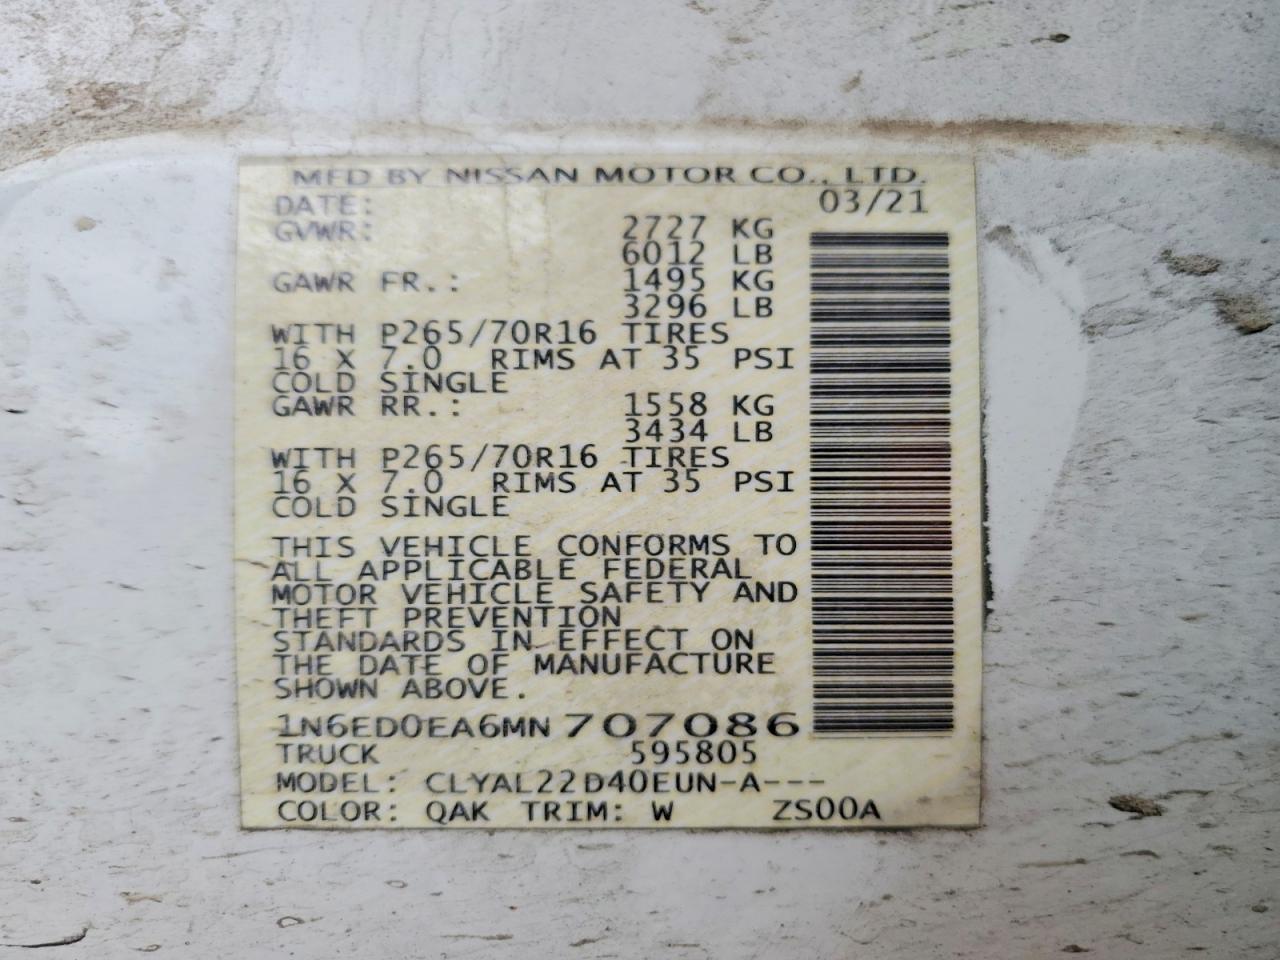 MFD BY NISSAN MOTOR CO., LTD.
DATE: 03/21
GVWR: 2727 KG
6012 LB
GAWR FR.: 1495 KG
3296 LB
WITH P265/70R16 TIRES
16 X 7.0 RIMS AT 35 PSI
COLD SINGLE
GAWR RR.: 1558 KG
3434 LB
WITH P265/70R16 TIRES
16 X 7.0 RIMS AT 35 PSI
COLD SINGLE
THIS VEHICLE CONFORMS TO
ALL APPLICABLE FEDERAL
MOTOR VEHICLE SAFETY AND
THEFT PREVENTION
STANDARDS IN EFFECT ON
THE DATE OF MANUFACTURE
SHOWN ABOVE.
1N6ED0EA6MN707086
TRUCK 595805
MODEL: CLYAL22D40EUN-A---
COLOR: QAK TRIM: W ZS00A